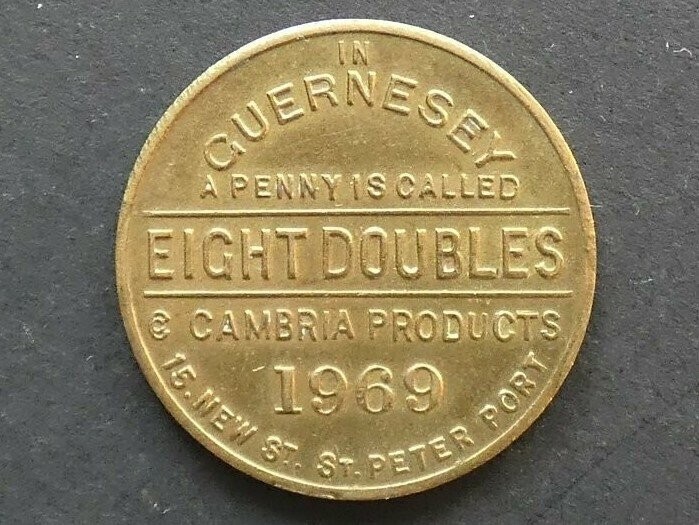 IN
GUERNESEY
A PENNY IS CALLED
EIGHT DOUBLES
© CAMBRIA PRODUCTS
1969
15. NEW ST. ST. PETER PORT